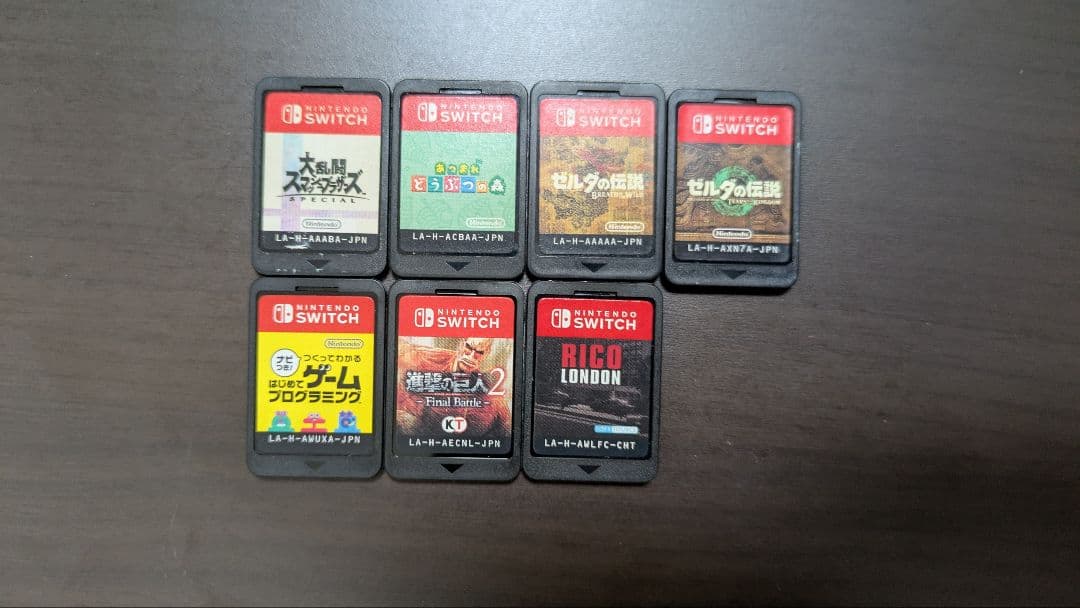 NINTENDO
SWITCH
大乱闘
スマッシュブラザーズ
SPECIAL
Nintendo
LA-H-AAABA-JPN
NINTENDO
SWITCH
あつまれ
どうぶつの森
Nintendo
LA-H-ACBAA-JPN
NINTENDO
SWITCH
ゼルダの伝説
BREATH OF THE WILD
Nintendo
LA-H-AAAAA-JPN
NINTENDO
SWITCH
ゼルダの伝説
TEARS OF THE KINGDOM
Nintendo
LA-H-AXN7A-JPN
NINTENDO
SWITCH
Nintendo
ナビ
つき!
つくってわかる
はじめて
ゲーム
プログラミング
LA-H-AWUXA-JPN
NINTENDO
SWITCH
進撃の巨人2
-Final Battle-
KT
LA-H-AECNL-JPN
NINTENDO
SWITCH
RICO
LONDON
LA-H-AWLFC-CHT